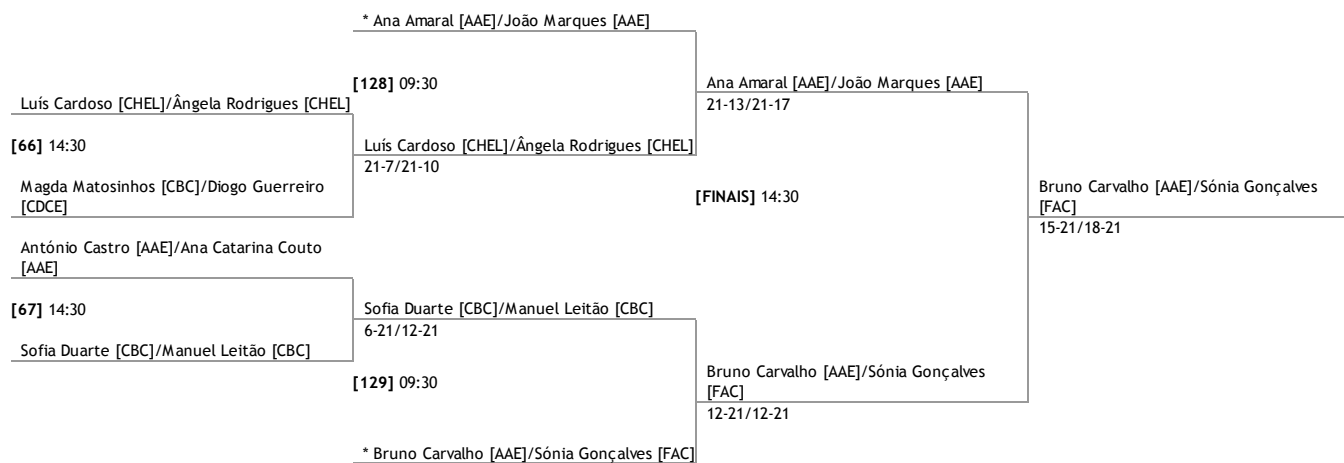 * Ana Amaral [AAE]/João Marques [AAE]
[128] 09:30
Ana Amaral [AAE]/João Marques [AAE]
21-13/21-17
Luís Cardoso [CHEL]/Ângela Rodrigues [CHEL]
[66] 14:30
Luís Cardoso [CHEL]/Ângela Rodrigues [CHEL]
21-7/21-10
Magda Matosinhos [CBC]/Diogo Guerreiro
[CDCE]
[FINAIS] 14:30
Bruno Carvalho [AAE]/Sónia Gonçalves
[FAC]
15-21/18-21
António Castro [AAE]/Ana Catarina Couto
[AAE]
[67] 14:30
Sofia Duarte [CBC]/Manuel Leitão [CBC]
6-21/12-21
Sofia Duarte [CBC]/Manuel Leitão [CBC]
[129] 09:30
Bruno Carvalho [AAE]/Sónia Gonçalves
[FAC]
12-21/12-21
* Bruno Carvalho [AAE]/Sónia Gonçalves [FAC]